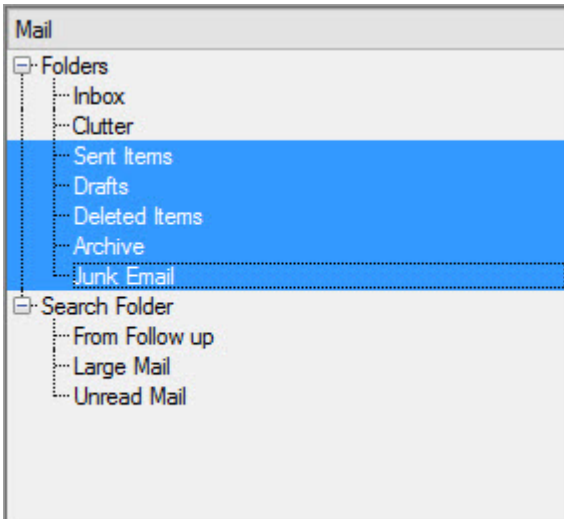 Mail
Folders
Inbox
Clutter
Sent Items
Drafts
Deleted Items
Archive
Junk Email
Search Folder
From Follow up
Large Mail
Unread Mail